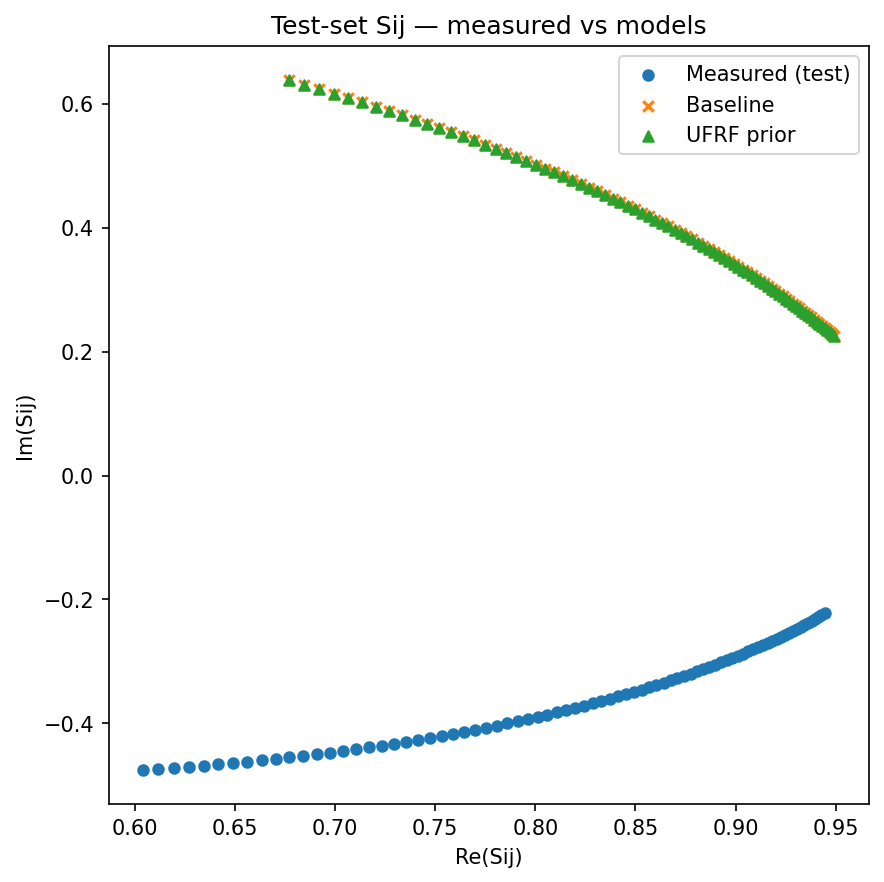 Test-set Sij — measured vs models
Measured (test)
Baseline
UFRF prior
Im(Sij)
0.6
0.4
0.2
0.0
−0.2
−0.4
0.60
0.65
0.70
0.75
0.80
0.85
0.90
0.95
Re(Sij)